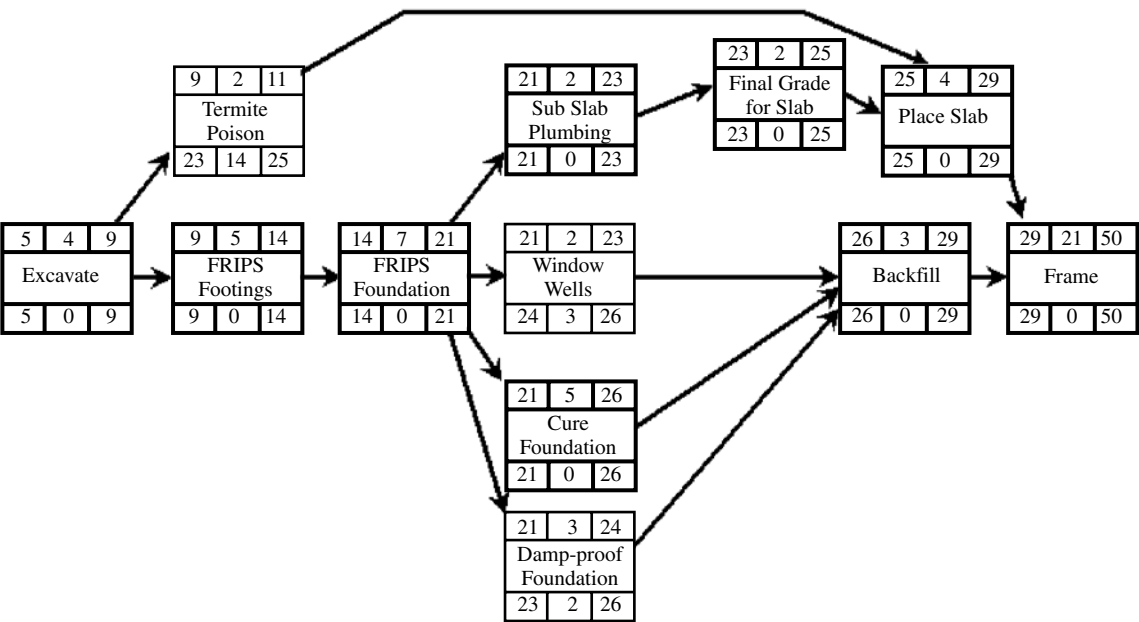 23 2 25
Final Grade
for Slab
23 0 25
9 2 11
Termite
Poison
23 14 25
21 2 23
Sub Slab
Plumbing
21 0 23
25 4 29
Place Slab
25 0 29
5 4 9
Excavate
5 0 9
9 5 14
FRIPS
Footings
9 0 14
14 7 21
FRIPS
Foundation
14 0 21
21 2 23
Window
Wells
24 3 26
26 3 29
Backfill
26 0 29
29 21 50
Frame
29 0 50
21 5 26
Cure
Foundation
21 0 26
21 3 24
Damp-proof
Foundation
23 2 26